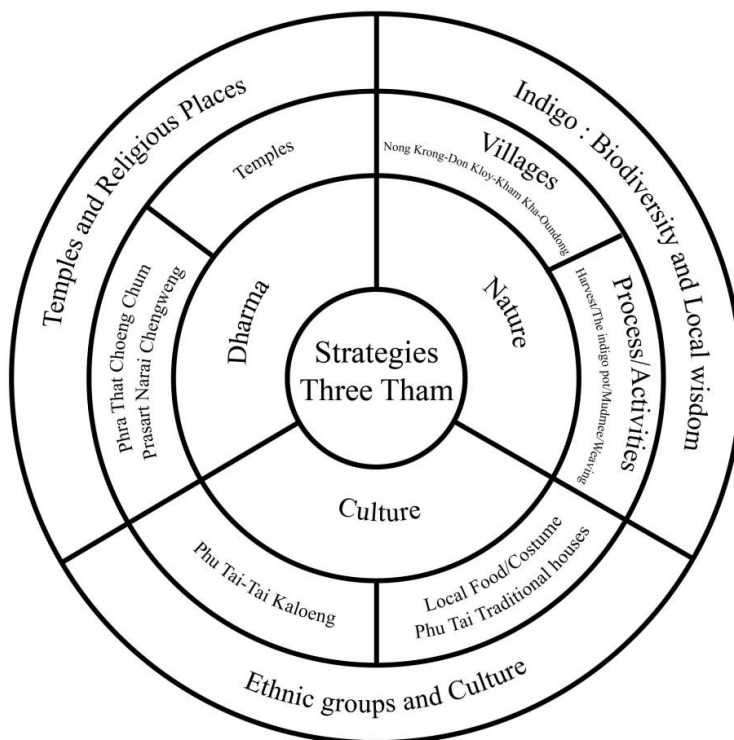 Strategies
Three Tham
Dharma
Nature
Culture
Temples
Phra That Choeng Chum
Prasart Narai Chengweng
Villages
Nong Krong-Don Kloy-Kham Kha-Oundong
Process/Activities
Harvest/The indigo pot/Mudmee/Weaving
Phu Tai-Tai Kaloeng
Local Food/Costume
Phu Tai Traditional houses
Temples and Religious Places
Indigo : Biodiversity and Local wisdom
Ethnic groups and Culture